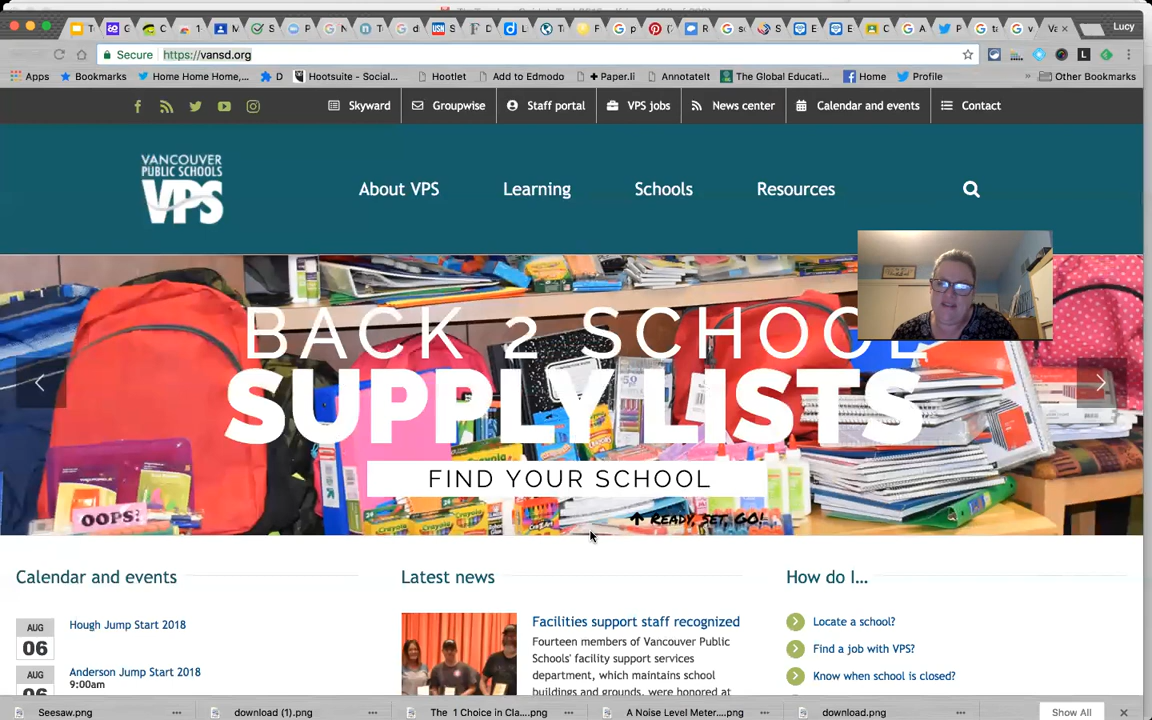 Lucy
Secure https://vansd.org
Apps Bookmarks Home Home Home,... D Hootsuite - Social... Hootlet Add to Edmodo + Paper.li AnnotateIt The Global Educati... Home Profile » Other Bookmarks
Skyward Groupwise Staff portal VPS jobs News center Calendar and events Contact
VANCOUVER
PUBLIC SCHOOLS
VPS
About VPS Learning Schools Resources
BACK 2 SCHOOL
SUPPLY LISTS
FIND YOUR SCHOOL
OOPS!
READY, SET, GO!
Calendar and events
AUG
06
Hough Jump Start 2018
AUG
Anderson Jump Start 2018
9:00am
Latest news
Facilities support staff recognized
Fourteen members of Vancouver Public
Schools' facility support services
department, which maintains school
buildings and grounds, were honored at
How do I...
Locate a school?
Find a job with VPS?
Know when school is closed?
Seesaw.png download (1).png The 1 Choice in Cla....png A Noise Level Meter....png download.png Show All